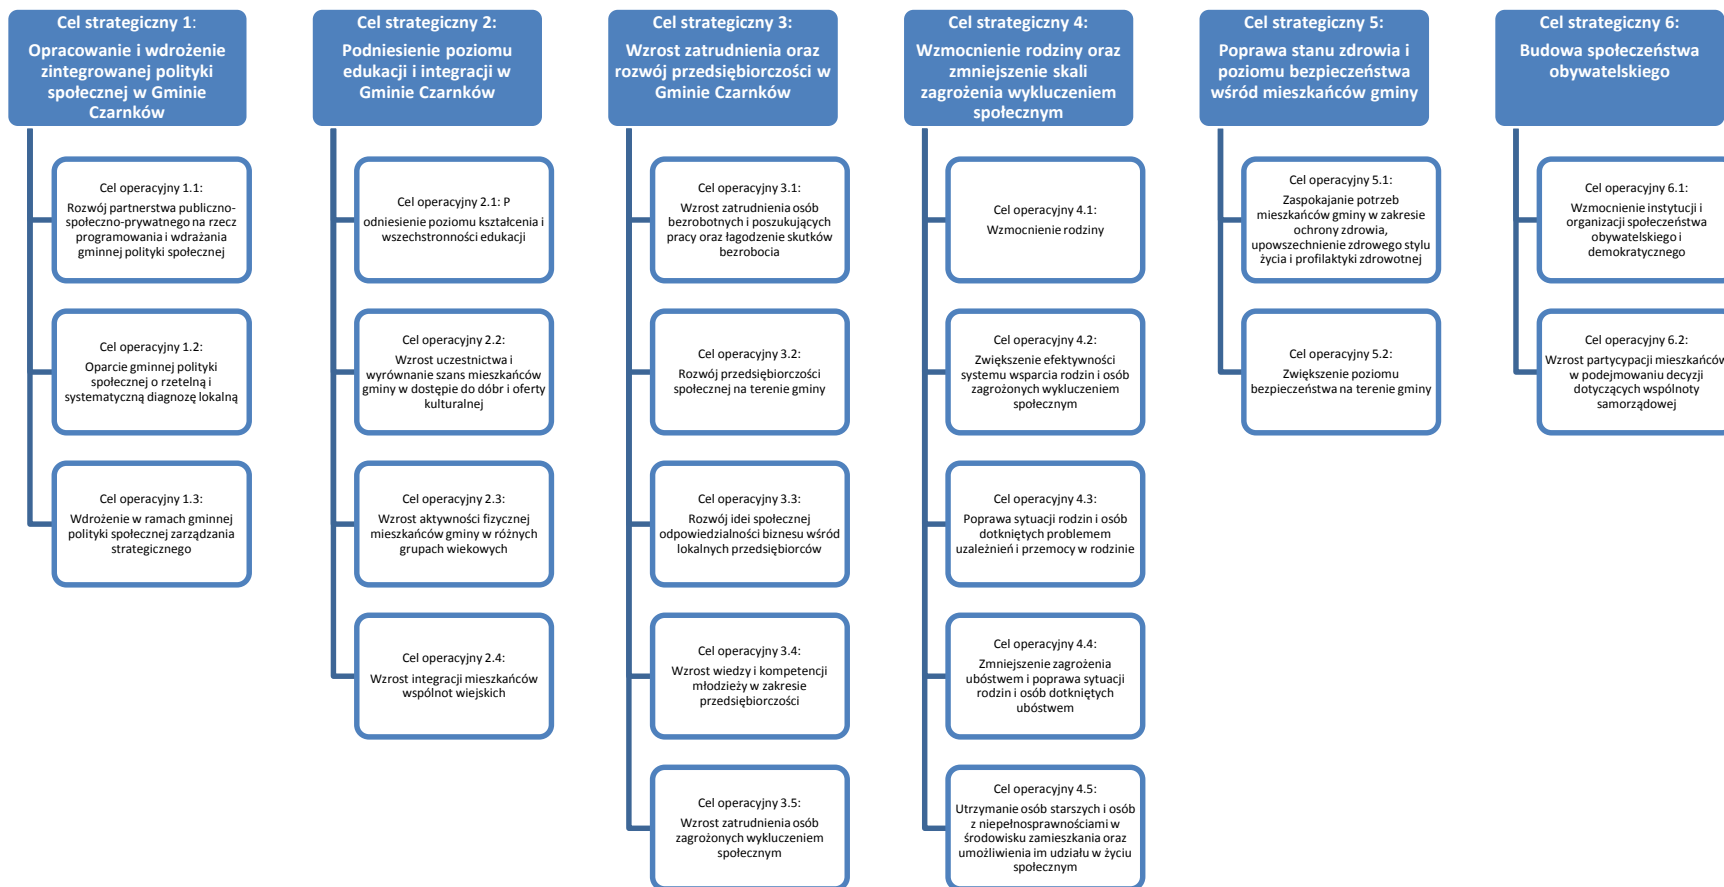 Cel strategiczny 1:
Opracowanie i wdrożenie
zintegrowanej polityki
społecznej w Gminie
Czarnków
Cel operacyjny 1.1:
Rozwój partnerstwa publiczno-
społeczno-prywatnego na rzecz
programowania i wdrażania
gminnej polityki społecznej
Cel operacyjny 1.2:
Oparcie gminnej polityki
społecznej o rzetelną i
systematyczną diagnozę lokalną
Cel operacyjny 1.3:
Wdrożenie w ramach gminnej
polityki społecznej zarządzania
strategicznego
Cel strategiczny 2:
Podniesienie poziomu
edukacji i integracji w
Gminie Czarnków
Cel operacyjny 2.1: P
odniesienie poziomu kształcenia i
wszechstronności edukacji
Cel operacyjny 2.2:
Wzrost uczestnictwa i
wyrównanie szans mieszkańców
gminy w dostępie do dóbr i oferty
kulturalnej
Cel operacyjny 2.3:
Wzrost aktywności fizycznej
mieszkańców gminy w różnych
grupach wiekowych
Cel operacyjny 2.4:
Wzrost integracji mieszkańców
wspólnot wiejskich
Cel strategiczny 3:
Wzrost zatrudnienia oraz
rozwój przedsiębiorczości w
Gminie Czarnków
Cel operacyjny 3.1:
Wzrost zatrudnienia osób
bezrobotnych i poszukujących
pracy oraz łagodzenie skutków
bezrobocia
Cel operacyjny 3.2:
Rozwój przedsiębiorczości
społecznej na terenie gminy
Cel operacyjny 3.3:
Rozwój idei społecznej
odpowiedzialności biznesu wśród
lokalnych przedsiębiorców
Cel operacyjny 3.4:
Wzrost wiedzy i kompetencji
młodzieży w zakresie
przedsiębiorczości
Cel operacyjny 3.5:
Wzrost zatrudnienia osób
zagrożonych wykluczeniem
społecznym
Cel strategiczny 4:
Wzmocnienie rodziny oraz
zmniejszenie skali
zagrożenia wykluczeniem
społecznym
Cel operacyjny 4.1:
Wzmocnienie rodziny
Cel operacyjny 4.2:
Zwiększenie efektywności
systemu wsparcia rodzin i osób
zagrożonych wykluczeniem
społecznym
Cel operacyjny 4.3:
Poprawa sytuacji rodzin i osób
dotkniętych problemem
uzależnień i przemocy w rodzinie
Cel operacyjny 4.4:
Zmniejszenie zagrożenia
ubóstwem i poprawa sytuacji
rodzin i osób dotkniętych
ubóstwem
Cel operacyjny 4.5:
Utrzymanie osób starszych i osób
z niepełnosprawnościami w
środowisku zamieszkania oraz
umożliwienia im udziału w życiu
społecznym
Cel strategiczny 5:
Poprawa stanu zdrowia i
poziomu bezpieczeństwa
wśród mieszkańców gminy
Cel operacyjny 5.1:
Zaspokajanie potrzeb
mieszkańców gminy w zakresie
ochrony zdrowia,
upowszechnienie zdrowego stylu
życia i profilaktyki zdrowotnej
Cel operacyjny 5.2:
Zwiększenie poziomu
bezpieczeństwa na terenie gminy
Cel strategiczny 6:
Budowa społeczeństwa
obywatelskiego
Cel operacyjny 6.1:
Wzmocnienie instytucji i
organizacji społeczeństwa
obywatelskiego i
demokratycznego
Cel operacyjny 6.2:
Wzrost partycypacji mieszkańców
w podejmowaniu decyzji
dotyczących wspólnoty
samorządowej